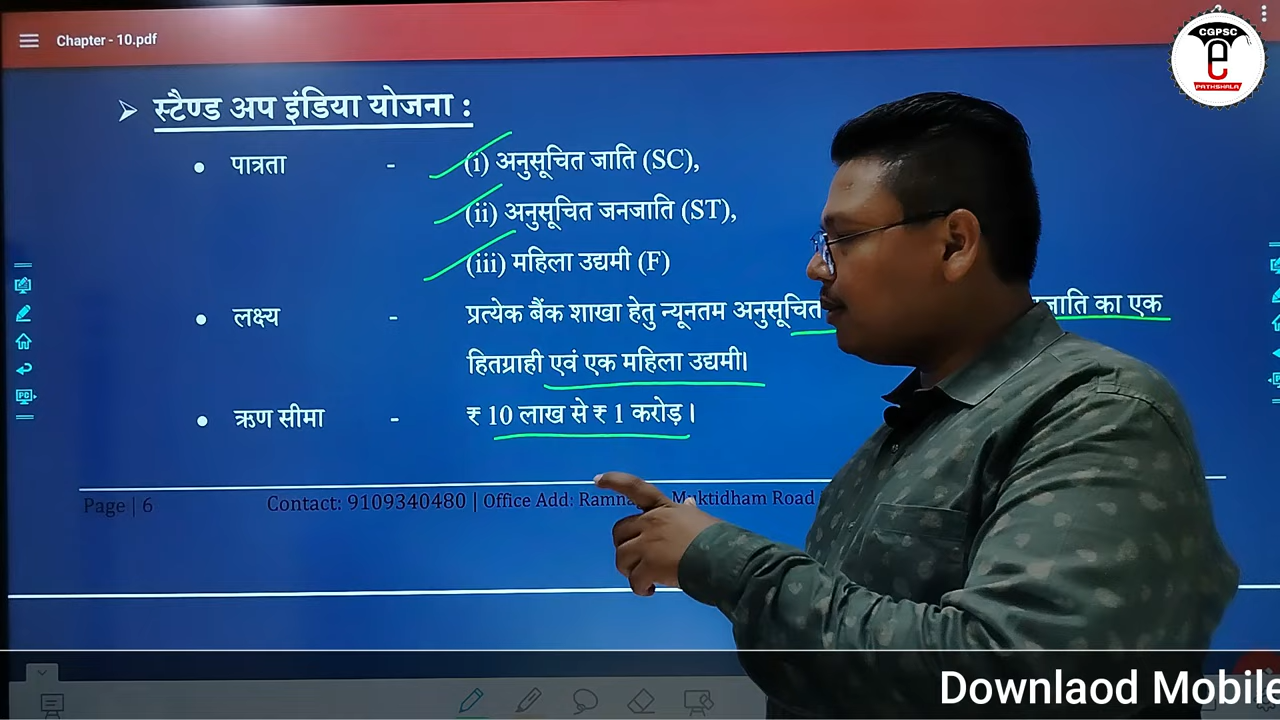 Chapter - 10.pdf
CGPSC
e
PATHSHALA
➢ स्टैण्ड अप इंडिया योजना :
• पात्रता - (i) अनुसूचित जाति (SC),
(ii) अनुसूचित जनजाति (ST),
(iii) महिला उद्यमी (F)
• लक्ष्य - प्रत्येक बैंक शाखा हेतु न्यूनतम अनुसूचित जाति का एक
हितग्राही एवं एक महिला उद्यमी।
• ऋण सीमा - ₹ 10 लाख से ₹ 1 करोड़ ।
Page | 6 Contact: 9109340480 | Office Add: Muktidham Road
PC
Downlaod Mobile